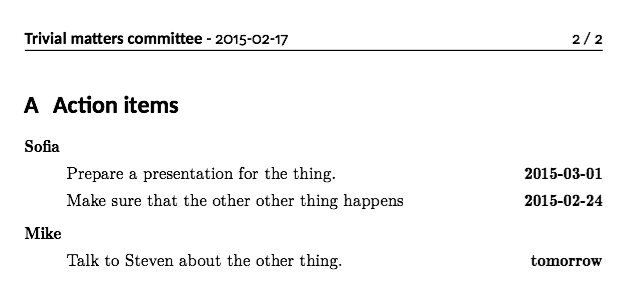 Trivial matters committee - 2015-02-17 2 / 2
A Action items
Sofia
Prepare a presentation for the thing. 2015-03-01
Make sure that the other other thing happens 2015-02-24
Mike
Talk to Steven about the other thing. tomorrow